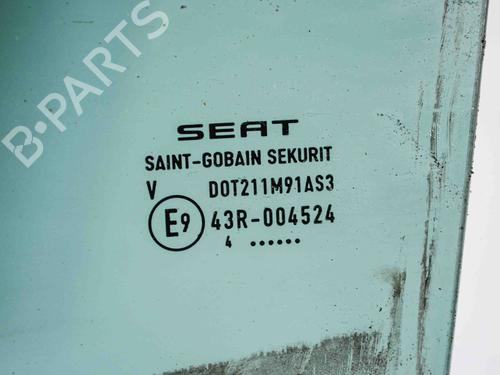 B-PARTS
SEAT
SAINT-GOBAIN SEKURIT
V DOT211M91AS3
E9 43R-004524
4 ......